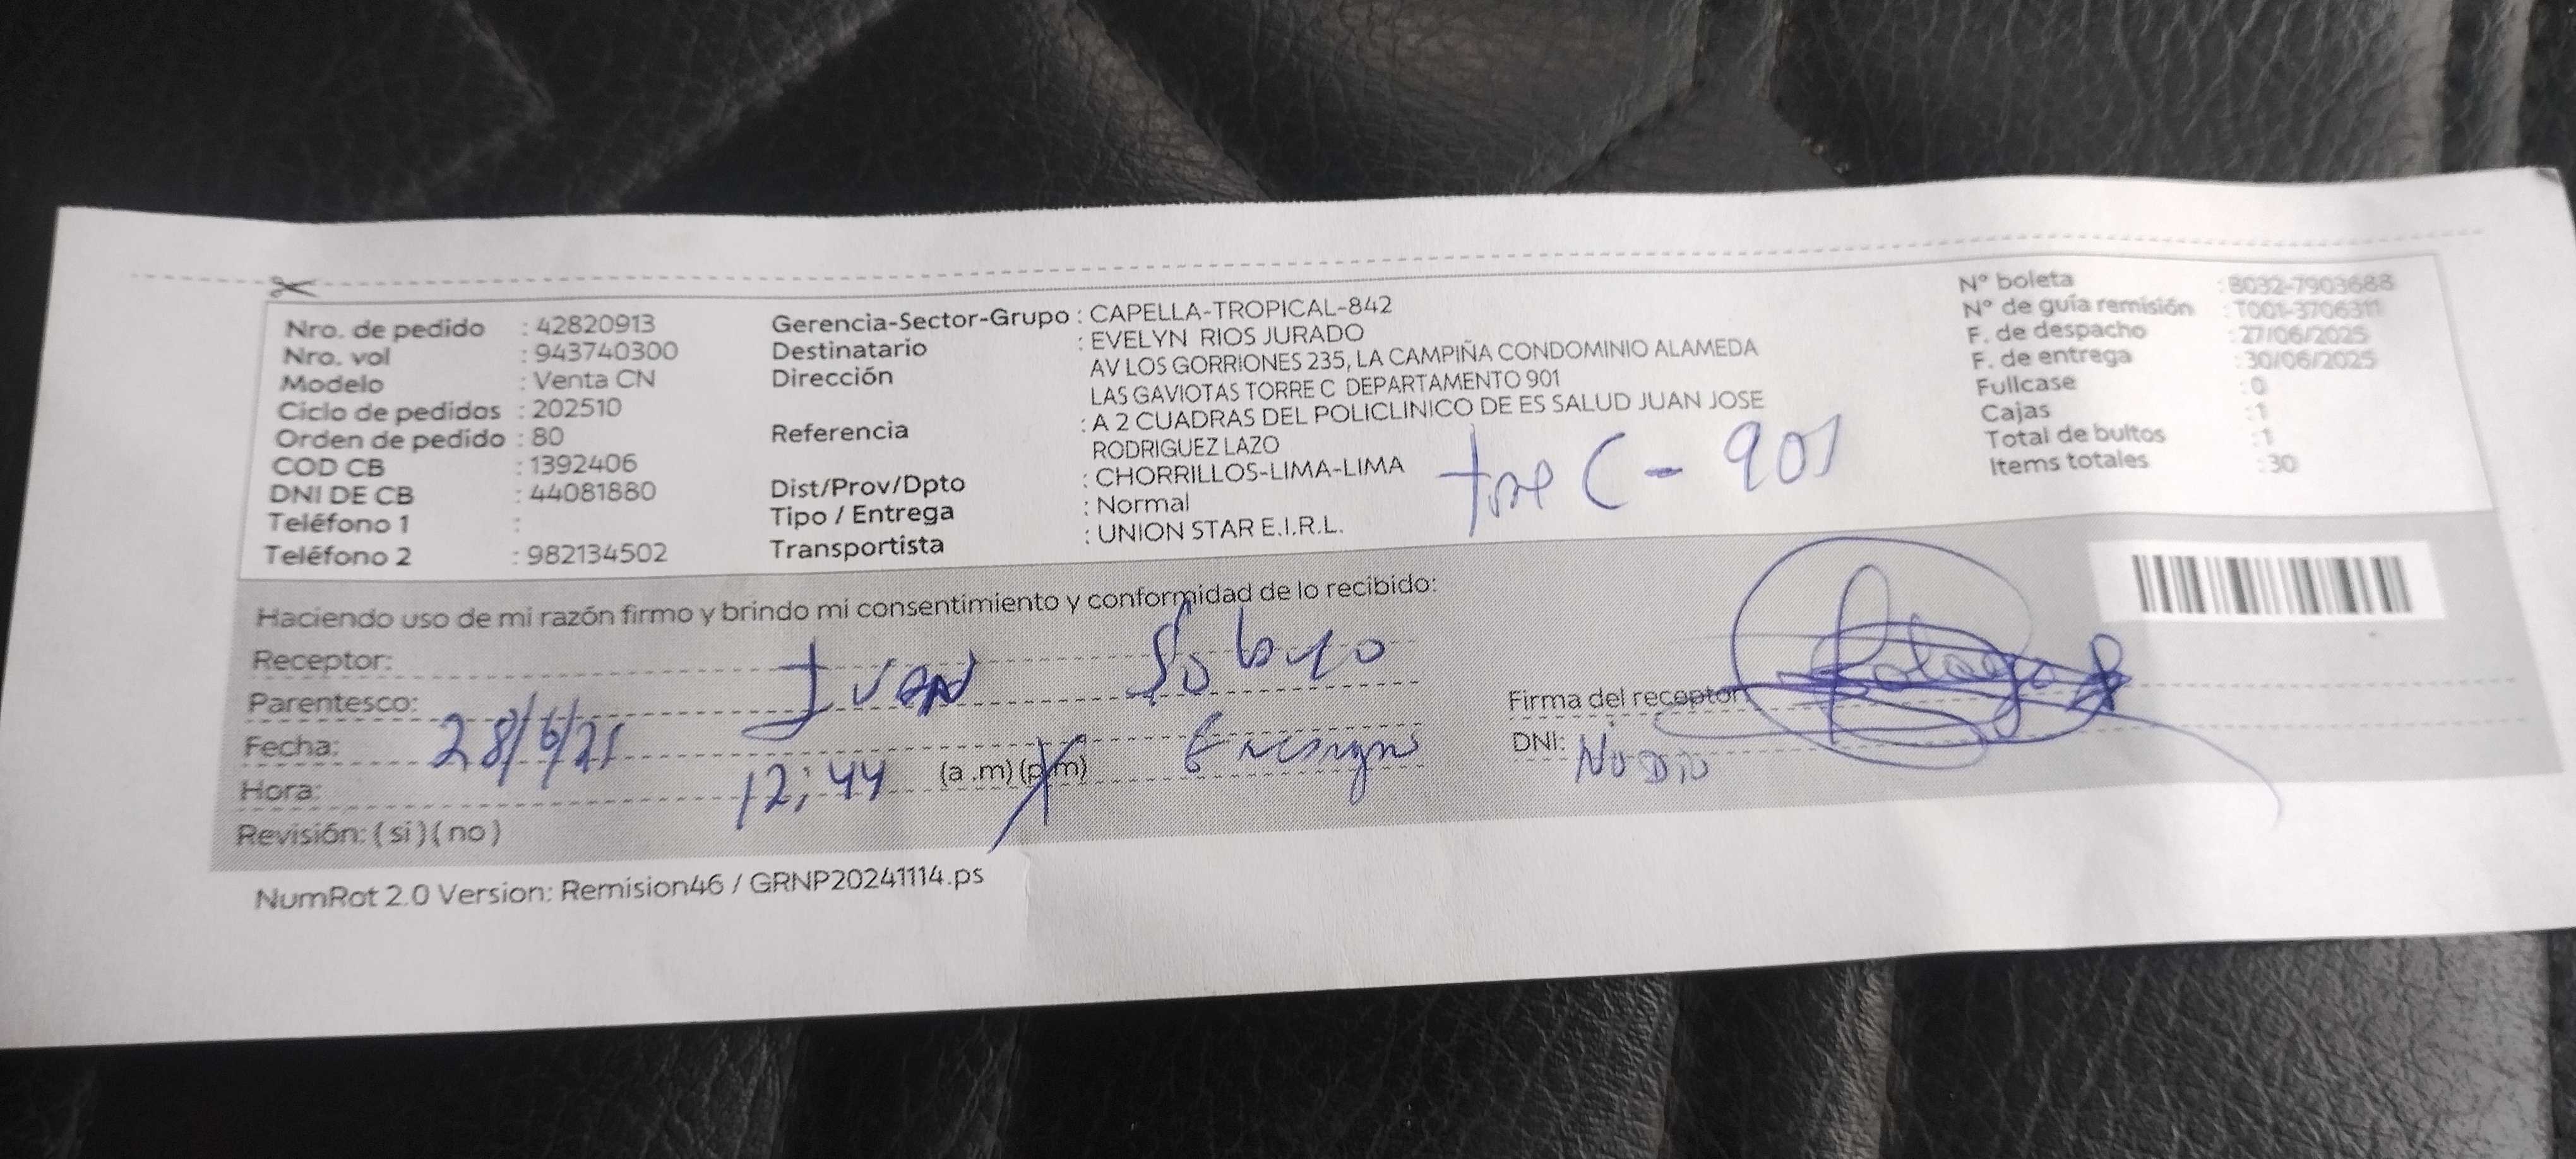 Nro. de pedido : 42820913
Nro. vol : 943740300
Modelo : Venta CN
Ciclo de pedidos : 202510
Orden de pedido : 80
COD CB : 1392406
DNI DE CB : 44081880
Teléfono 1 :
Teléfono 2 : 982134502
Gerencia-Sector-Grupo : CAPELLA-TROPICAL-842
Destinatario : EVELYN RIOS JURADO
Dirección AV LOS GORRIONES 235, LA CAMPIÑA CONDOMINIO ALAMEDA
LAS GAVIOTAS TORRE C DEPARTAMENTO 901
Referencia : A 2 CUADRAS DEL POLICLINICO DE ES SALUD JUAN JOSE
RODRIGUEZ LAZO
Dist/Prov/Dpto : CHORRILLOS-LIMA-LIMA
Tipo / Entrega : Normal
Transportista : UNION STAR E.I.R.L.
C - 901
Nº boleta : B032-7903688
Nº de guía remisión : T001-3706311
F. de despacho : 27/06/2025
F. de entrega : 30/06/2025
Fullcase : 0
Cajas : 1
Total de bultos : 1
Items totales : 30
Haciendo uso de mi razón firmo y brindo mi consentimiento y conformidad de lo recibido:
Receptor: Ivan
Parentesco:
Fecha: 28/6/25
Hora: 12:44 (a .m) (p.m)
Revisión: ( si ) ( no )
Firma del receptor
DNI: No Dio
NumRot 2.0 Version: Remision46 / GRNP20241114.ps